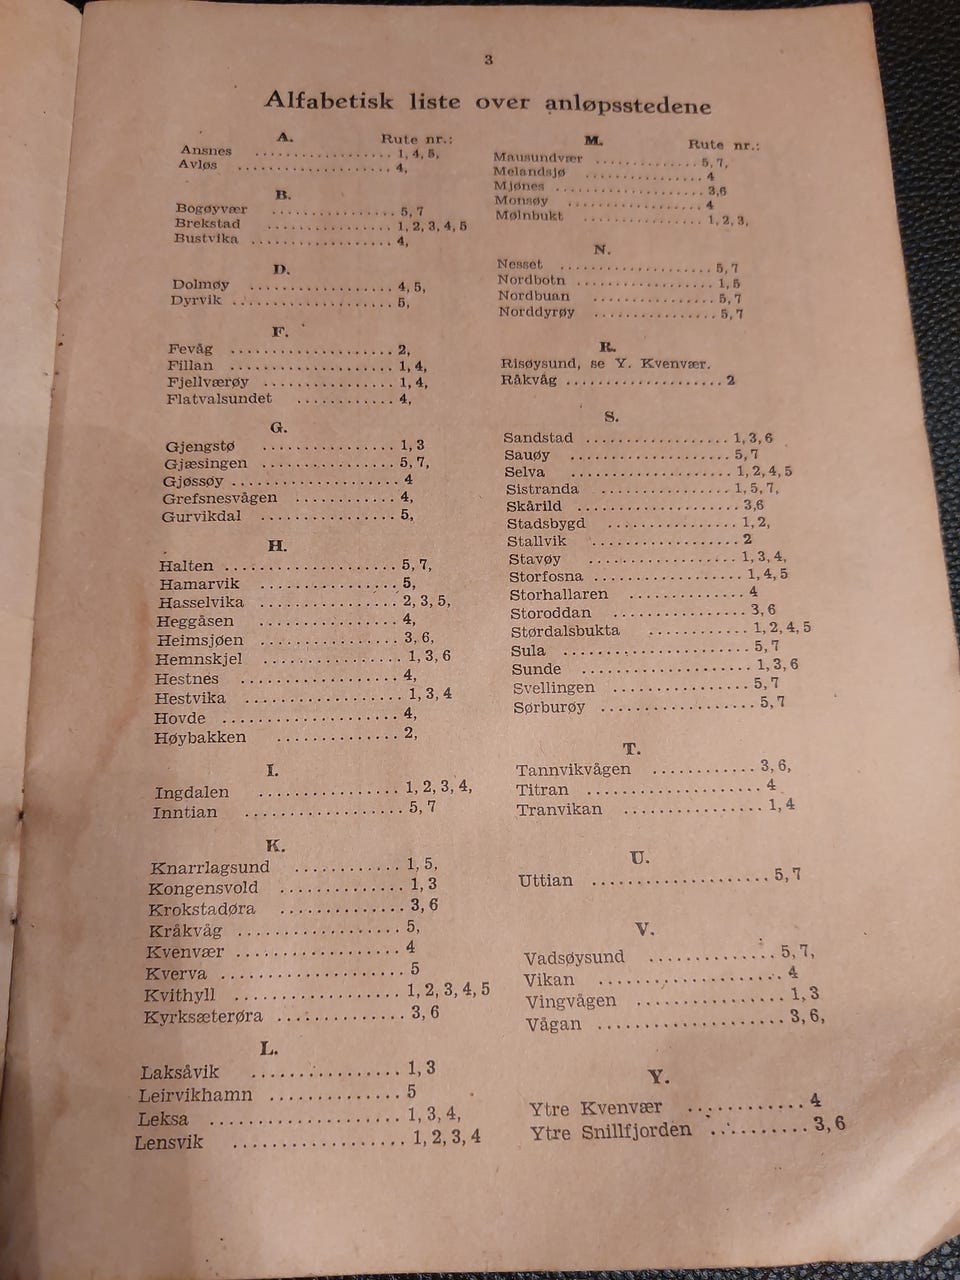 3
Alfabetisk liste over anløpsstedene
A. Rute nr.:
Ansnes .................. 1, 4, 5,
Avløs .................... 4,
B.
Bogøyvær ................ 5, 7
Brekstad ................ 1, 2, 3, 4, 5
Bustvika .................. 4,
D.
Dolmøy .................. 4, 5,
Dyrvik .................... 5,
F.
Fevåg .................... 2,
Fillan .................... 1, 4,
Fjellværøy ................ 1, 4,
Flatvalsundet ............ 4,
G.
Gjengstø ................ 1, 3
Gjæsingen ................ 5, 7,
Gjøssøy .................... 4
Grefsnesvågen ............ 4,
Gurvikdal ................ 5,
H.
Halten .................... 5, 7,
Hamarvik ................ 5,
Hasselvika ................ 2, 3, 5,
Heggåsen ................ 4,
Heimsjøen ................ 3, 6,
Hemnskjel ................ 1, 3, 6
Hestnes .................. 4,
Hestvika .................. 1, 3, 4
Hovde .................... 4,
Høybakken .............. 2,
I.
Ingdalen ................ 1, 2, 3, 4,
Inntian .................. 5, 7
K.
Knarrlagsund ............ 1, 5,
Kongensvold .............. 1, 3
Krokstadøra .............. 3, 6
Kråkvåg .................. 5,
Kvenvær .................. 4
Kverva .................... 5
Kvithyll .................. 1, 2, 3, 4, 5
Kyrksæterøra .............. 3, 6
L.
Laksåvik ................ 1, 3
Leirvikhamn .............. 5
Leksa .................... 1, 3, 4,
Lensvik .................. 1, 2, 3, 4
M. Rute nr.:
Mausundvær .............. 5, 7,
Melandsjø ................ 4
Mjønes .................... 3,6
Monsøy .................. 4
Mølnbukt ................ 1, 2, 3,
N.
Nesset .................... 5, 7
Nordbotn .................. 1, 5
Nordbuan ................ 5, 7
Norddyrøy ................ 5, 7
R.
Risøysund, se Y. Kvenvær.
Råkvåg .................... 2
S.
Sandstad .................. 1, 3, 6
Sauøy .................... 5, 7
Selva .................... 1, 2, 4, 5
Sistranda ................ 1, 5, 7,
Skårild .................... 3,6
Stadsbygd ................ 1, 2,
Stallvik .................. 2
Stavøy .................. 1, 3, 4,
Storfosna .................. 1, 4, 5
Storhallaren .............. 4
Storoddan ................ 3, 6
Størdalsbukta ............ 1, 2, 4, 5
Sula ...................... 5, 7
Sunde .................... 1, 3, 6
Svellingen ................ 5, 7
Sørburøy .................. 5, 7
T.
Tannvikvågen ............ 3, 6,
Titran .................... 4
Tranvikan ................ 1, 4
U.
Uttian .................... 5, 7
V.
Vadsøysund .............. 5, 7,
Vikan .................... 4
Vingvågen ................ 1, 3
Vågan .................... 3, 6,
Y.
Ytre Kvenvær ............ 4
Ytre Snillfjorden .......... 3, 6